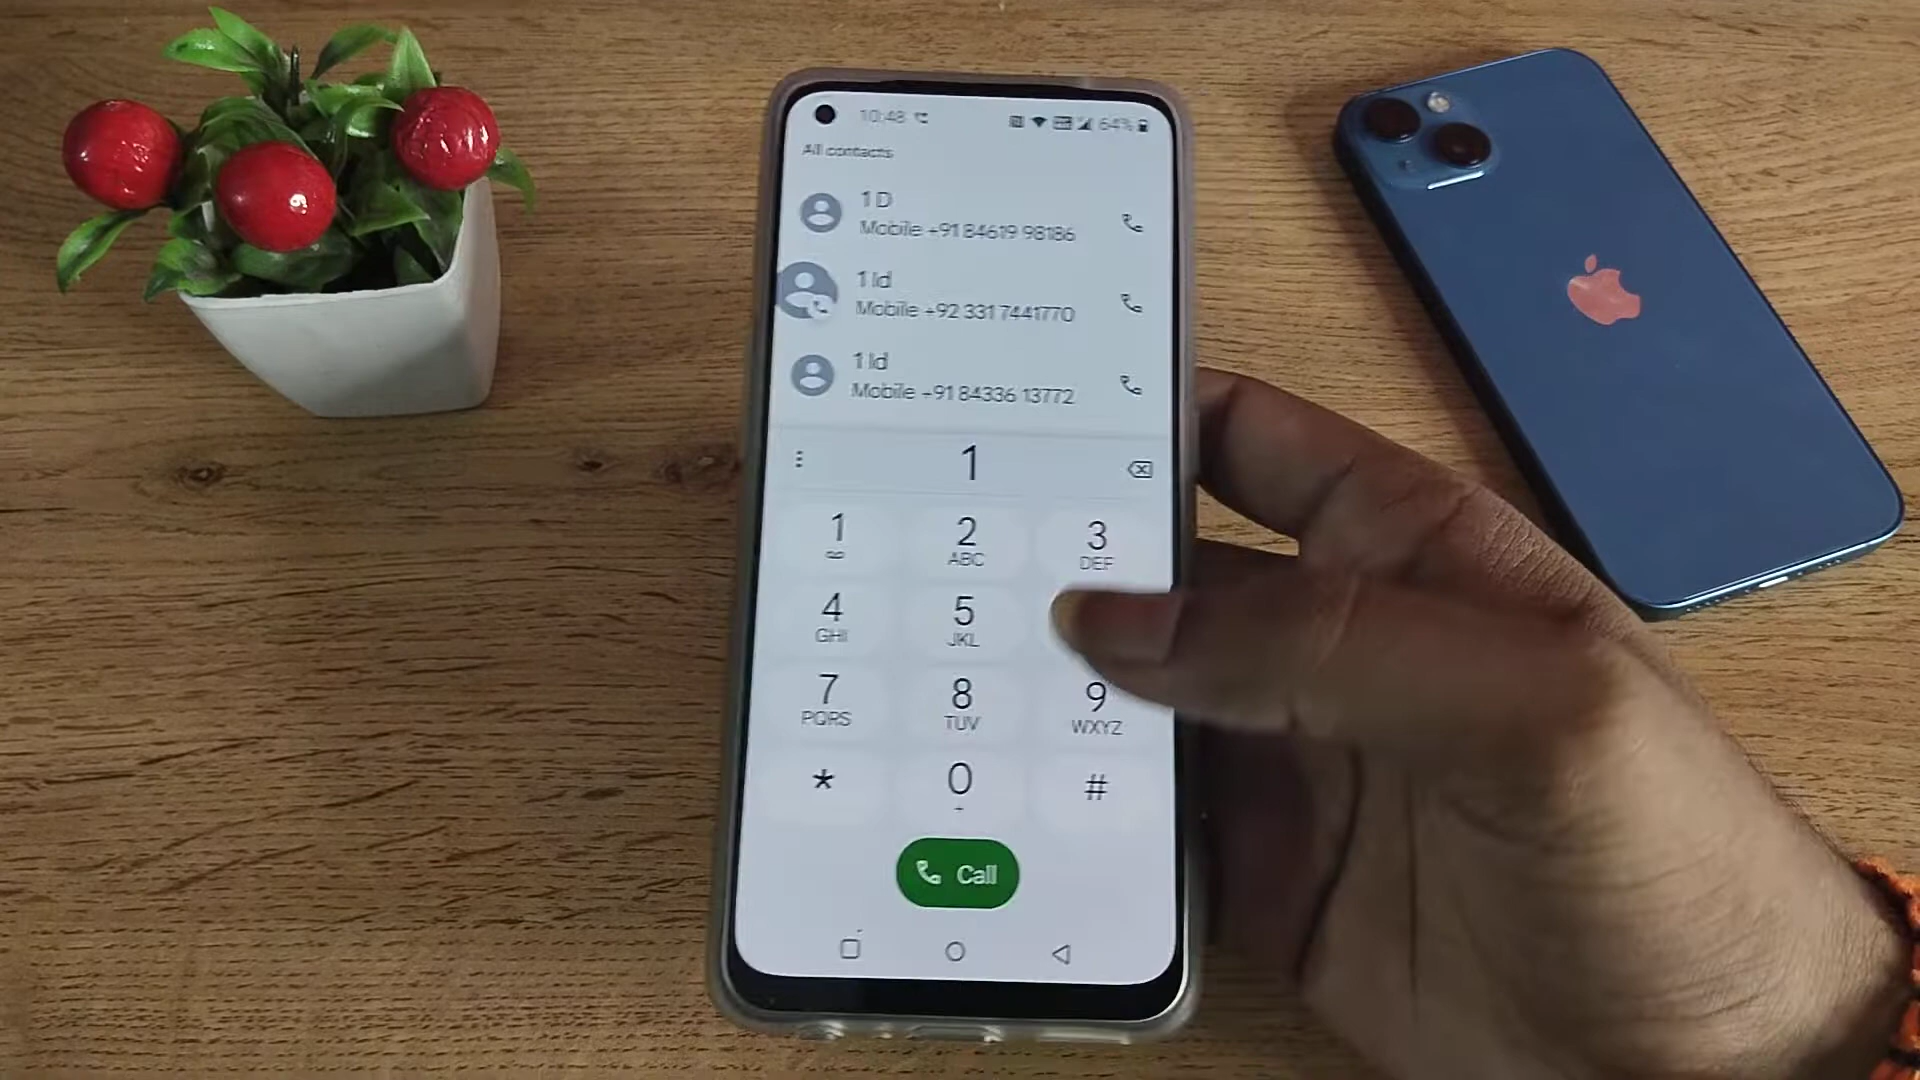 10:48 64%
All contacts
1 D
Mobile +91 84619 98186
1 Id
Mobile +92 331 7441770
1 Id
Mobile +91 84336 13772
1
1 2 3
ABC DEF
4 5
GHI JKL
7 8 9
PQRS TUV WXYZ
* 0 #
+
Call